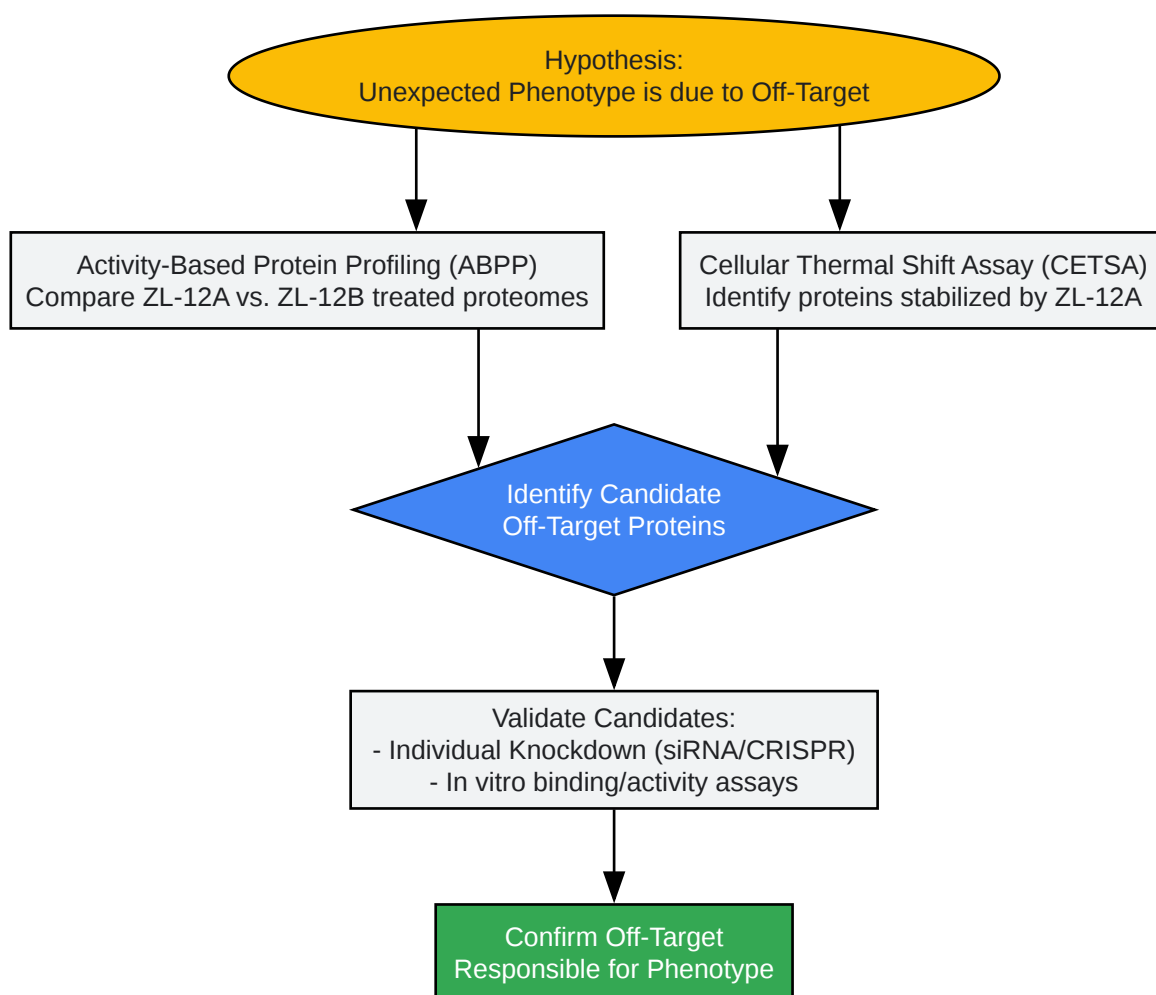 Hypothesis:
Unexpected Phenotype is due to Off-Target
Activity-Based Protein Profiling (ABPP)
Compare ZL-12A vs. ZL-12B treated proteomes
Cellular Thermal Shift Assay (CETSA)
Identify proteins stabilized by ZL-12A
Identify Candidate
Off-Target Proteins
Validate Candidates:
- Individual Knockdown (siRNA/CRISPR)
- In vitro binding/activity assays
Confirm Off-Target
Responsible for Phenotype